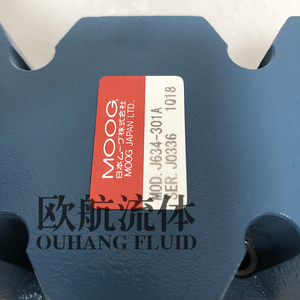 MOOG
日本ムーグ株式会社
MOOG JAPAN LTD.
MOD. J634-301A
SER. J0336 1Q18
欧航流体
OUHANG FLUID